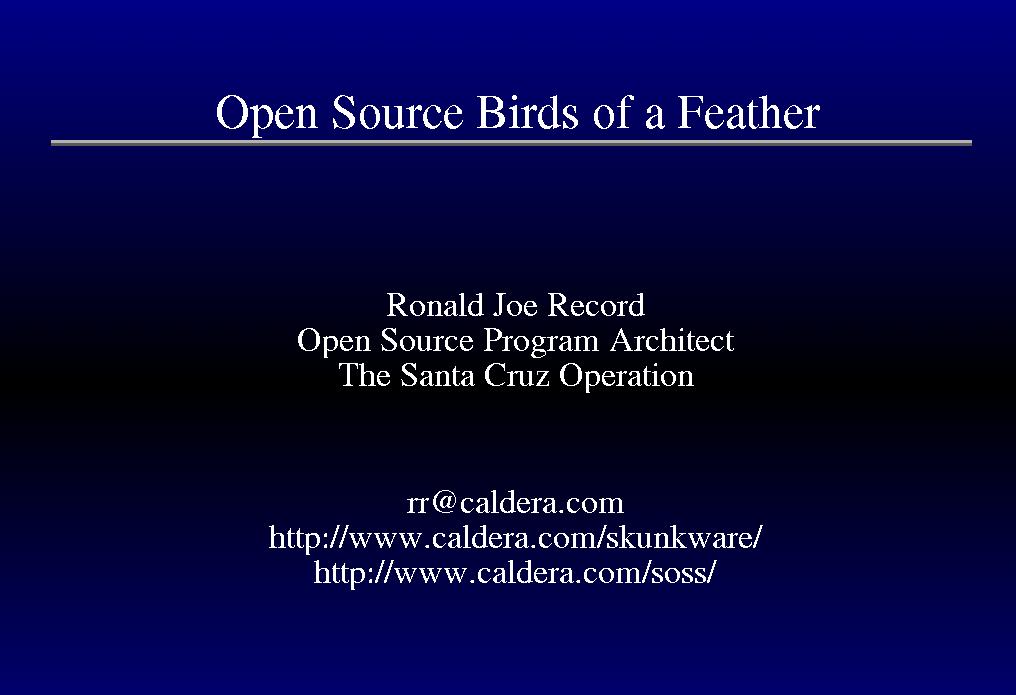 Open Source Birds of a Feather
Ronald Joe Record
Open Source Program Architect
The Santa Cruz Operation
rr@caldera.com
http://www.caldera.com/skunkware/
http://www.caldera.com/soss/